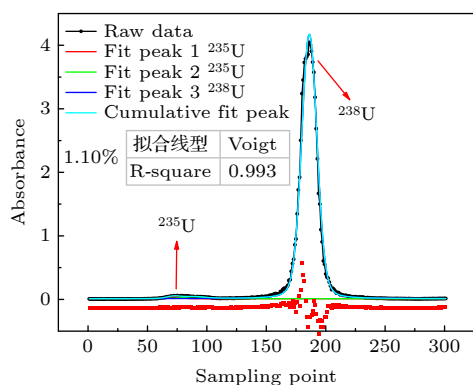 Raw data
Fit peak 1 ²³⁵U
Fit peak 2 ²³⁵U
Fit peak 3 ²³⁸U
Cumulative fit peak
²³⁸U
1.10%
拟合线型 Voigt
R-square 0.993
²³⁵U
Absorbance
4
3
2
1
0
0 50 100 150 200 250 300
Sampling point